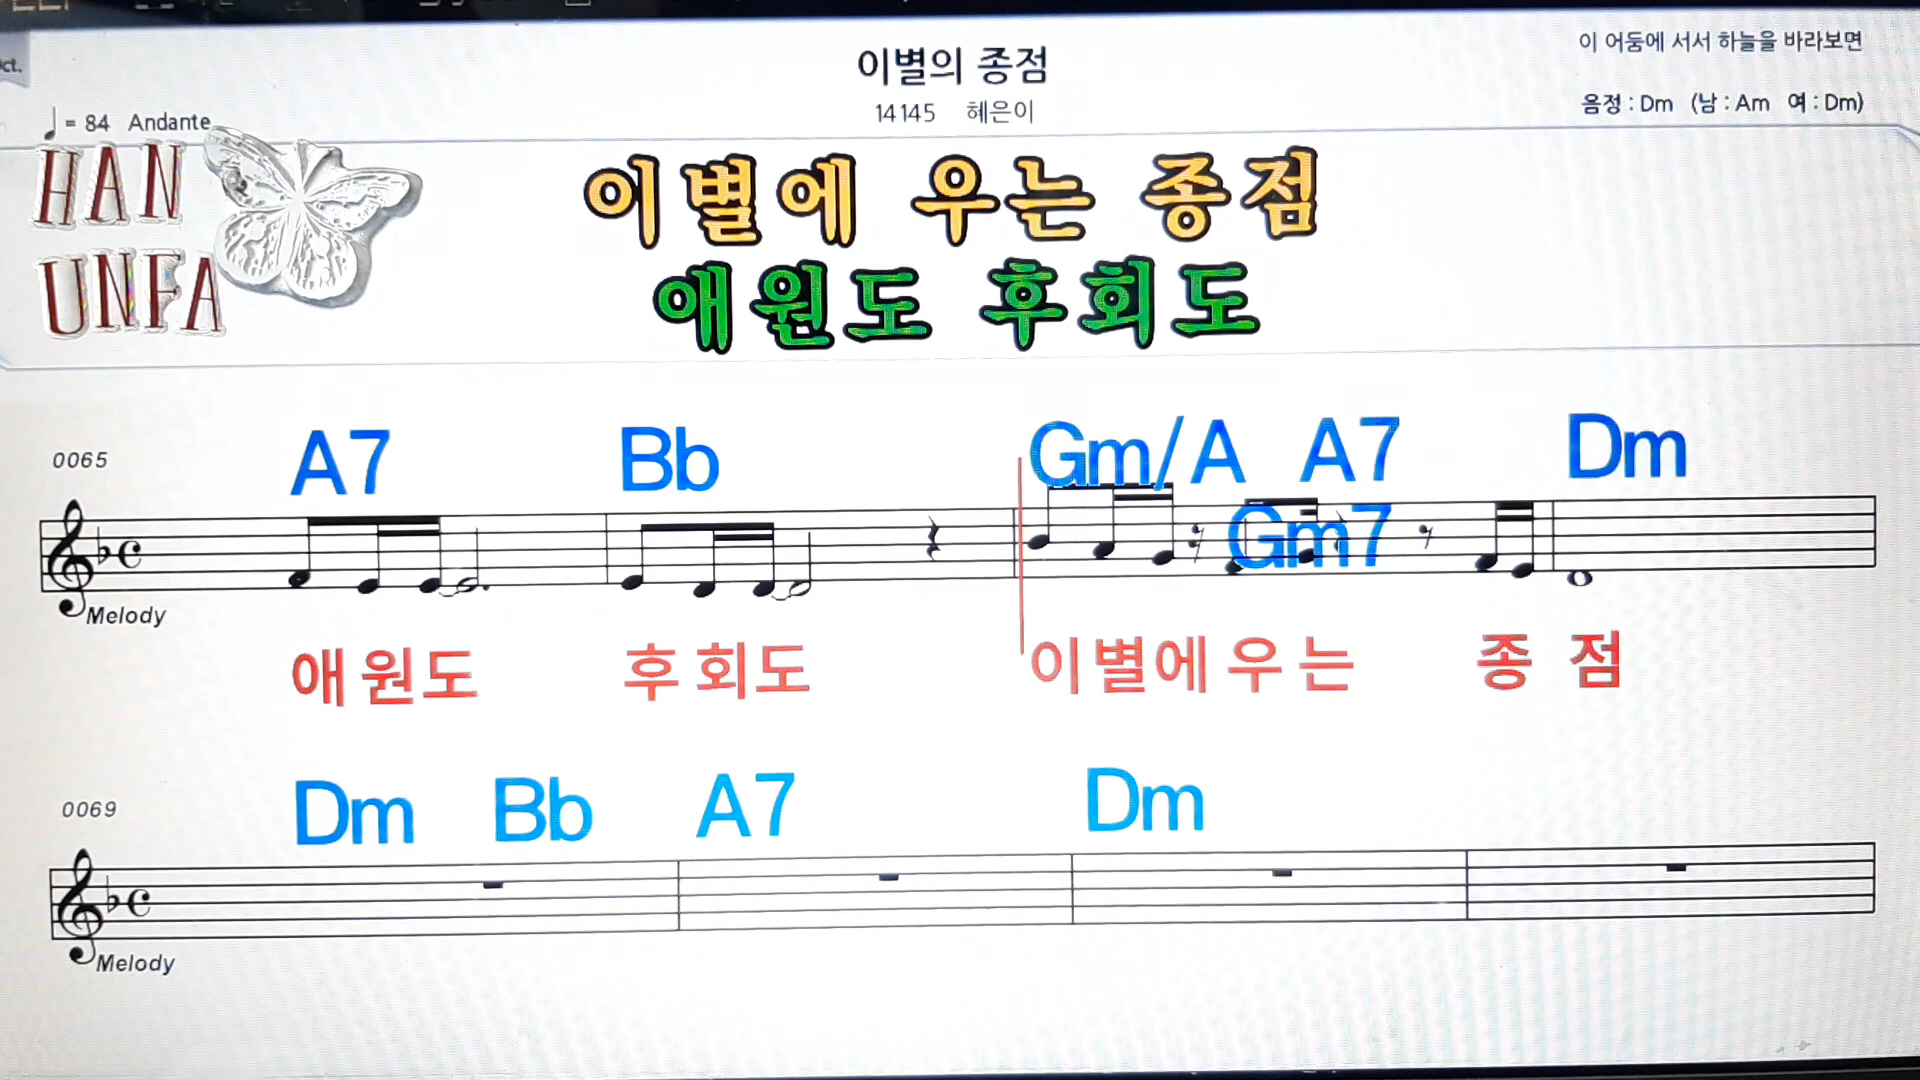 이 어둠에 서서 하늘을 바라보면
이별의 종점
14145 혜은이
음정 : Dm (남 : Am 여 : Dm)
= 84 Andante
HAN
UNFA
이별에 우는 종점
애원도 후회도
0065
A7 Bb Gm/A A7 Dm
Gm7
Melody
애원도 후회도 이별에 우는 종 점
0069
Dm Bb A7 Dm
Melody